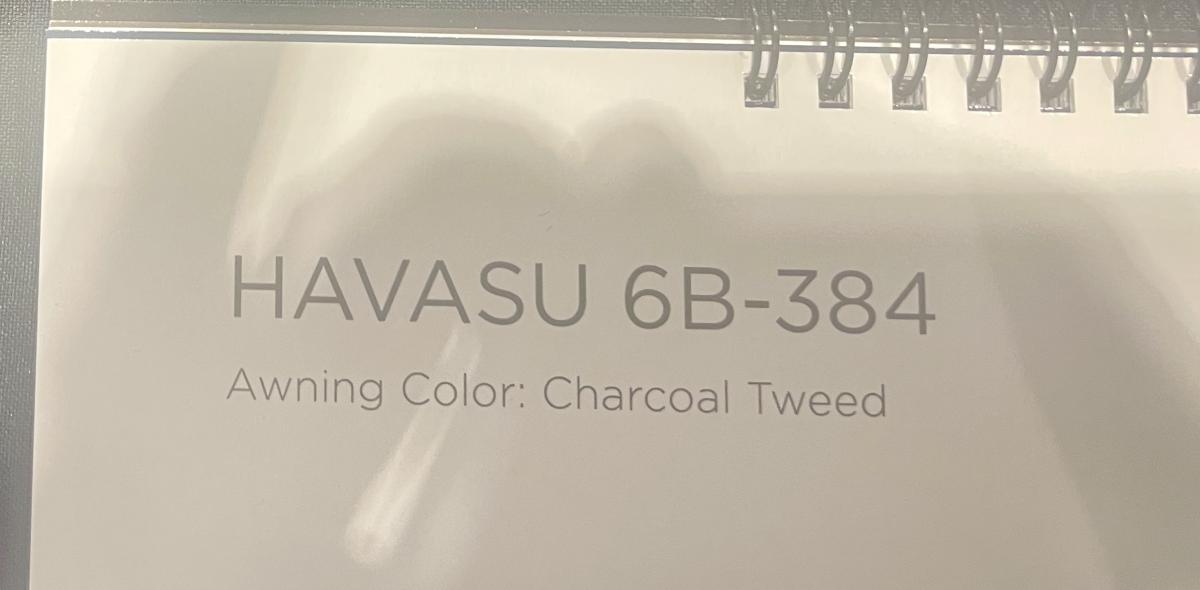 HAVASU 6B-384
Awning Color: Charcoal Tweed